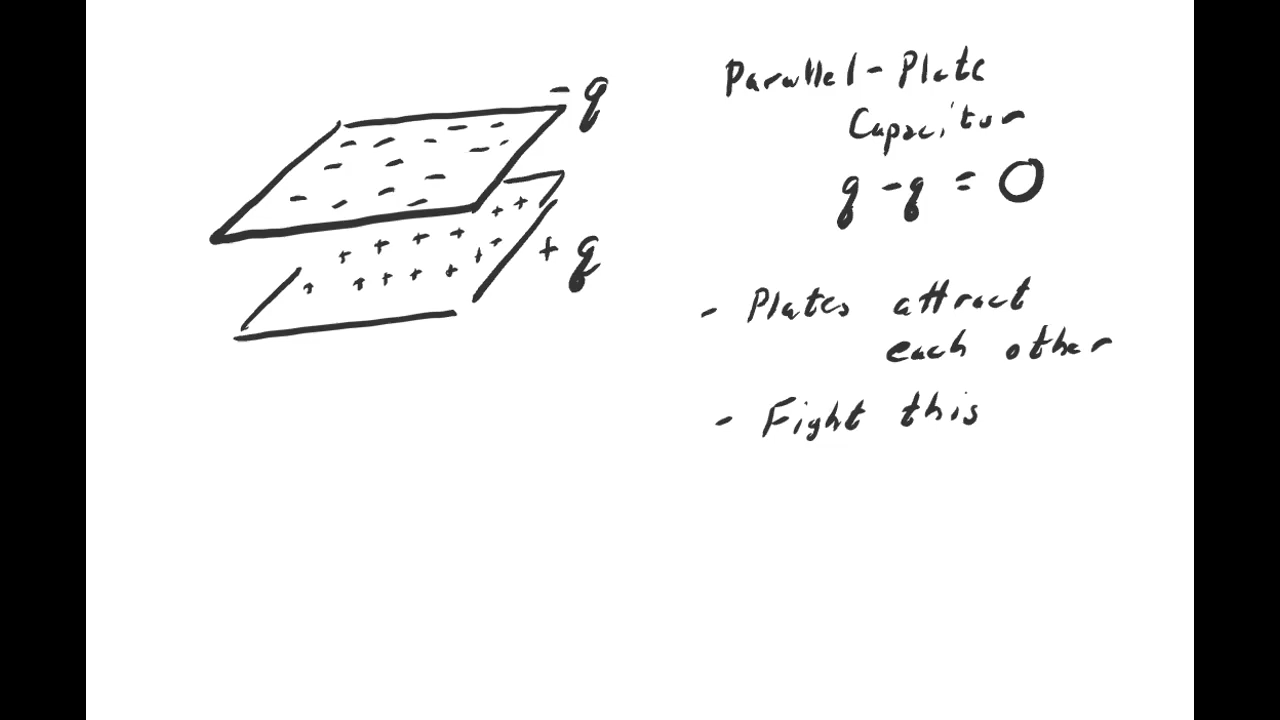 - q
+ q
Parallel-Plate
Capacitor
q - q = 0
- Plates attract
each other
- Fight this